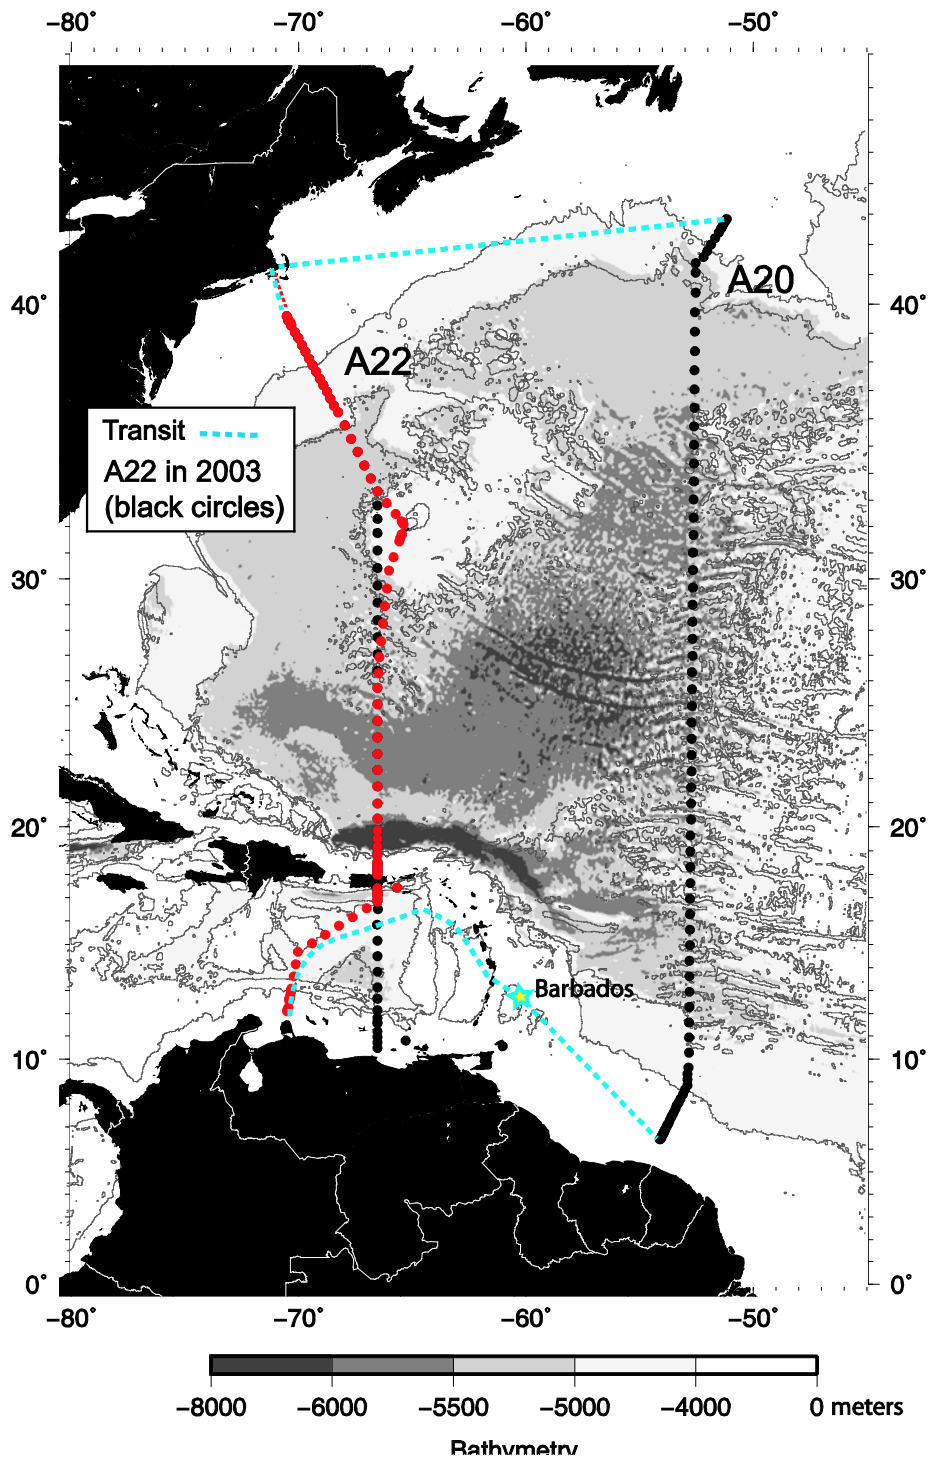 −80˚ −70˚ −60˚ −50˚
A20
40˚ 40˚
A22
Transit
A22 in 2003
(black circles)
30˚ 30˚
20˚ 20˚
Barbados
10˚ 10˚
0˚ 0˚
−80˚ −70˚ −60˚ −50˚
−8000 −6000 −5500 −5000 −4000 0 meters
Bathymetry